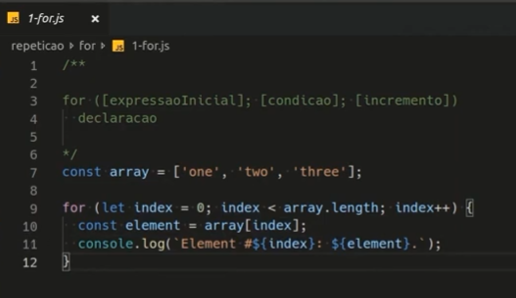 JS 1-for.js ×
repeticao > for > JS 1-for.js
1 /**
2
3 for ([expressaoInicial]; [condicao]; [incremento])
4 declaracao
5
6 */
7 const array = ['one', 'two', 'three'];
8
9 for (let index = 0; index < array.length; index++) {
10 const element = array[index];
11 console.log(`Element #${index}: ${element}.`);
12 }